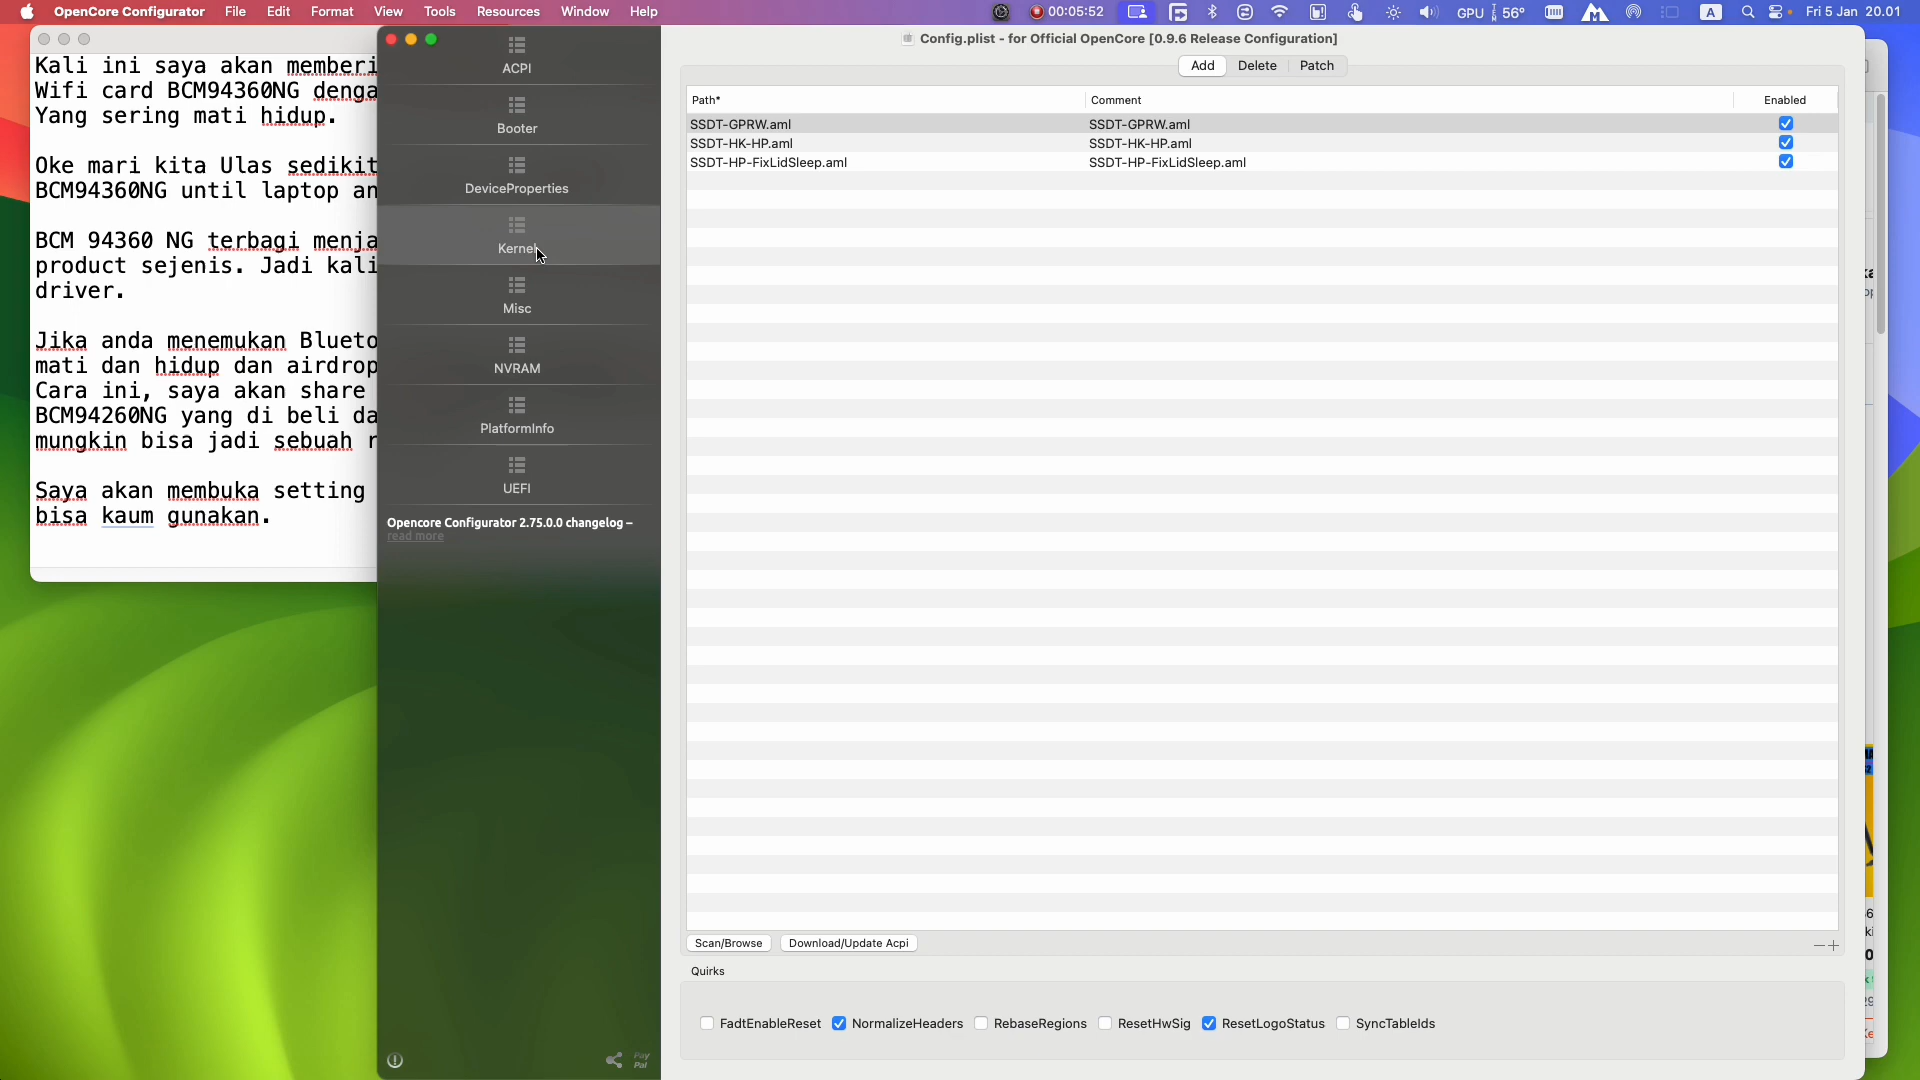 OpenCore Configurator File Edit Format View Tools Resources Window Help 00:05:52 GPU 56° A Fri 5 Jan 20.01
Kali ini saya akan memberi
Wifi card BCM94360NG denga
Yang sering mati hidup.
Oke mari kita Ulas sedikit
BCM94360NG until laptop an
BCM 94360 NG terbagi menja
product sejenis. Jadi kali
driver.
Jika anda menemukan Blueto
mati dan hidup dan airdrop
Cara ini, saya akan share
BCM94260NG yang di beli da
mungkin bisa jadi sebuah r
Saya akan membuka setting
bisa kaum gunakan.
ACPI
Booter
DeviceProperties
Kernel
Misc
NVRAM
PlatformInfo
UEFI
Opencore Configurator 2.75.0.0 changelog –
read more
Pay
Pal
Config.plist - for Official OpenCore [0.9.6 Release Configuration]
Add Delete Patch
Path* Comment Enabled
SSDT-GPRW.aml SSDT-GPRW.aml
SSDT-HK-HP.aml SSDT-HK-HP.aml
SSDT-HP-FixLidSleep.aml SSDT-HP-FixLidSleep.aml
Scan/Browse Download/Update Acpi
Quirks
FadtEnableReset NormalizeHeaders RebaseRegions ResetHwSig ResetLogoStatus SyncTableIds